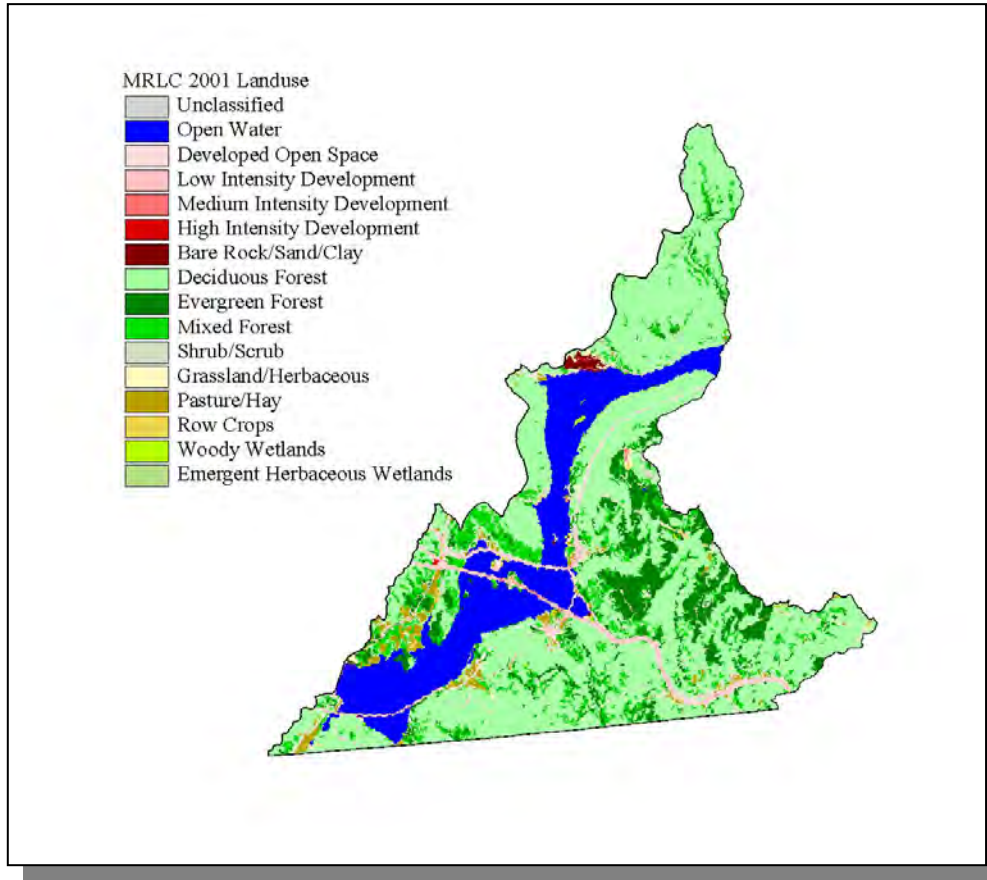 MRLC 2001 Landuse
Unclassified
Open Water
Developed Open Space
Low Intensity Development
Medium Intensity Development
High Intensity Development
Bare Rock/Sand/Clay
Deciduous Forest
Evergreen Forest
Mixed Forest
Shrub/Scrub
Grassland/Herbaceous
Pasture/Hay
Row Crops
Woody Wetlands
Emergent Herbaceous Wetlands